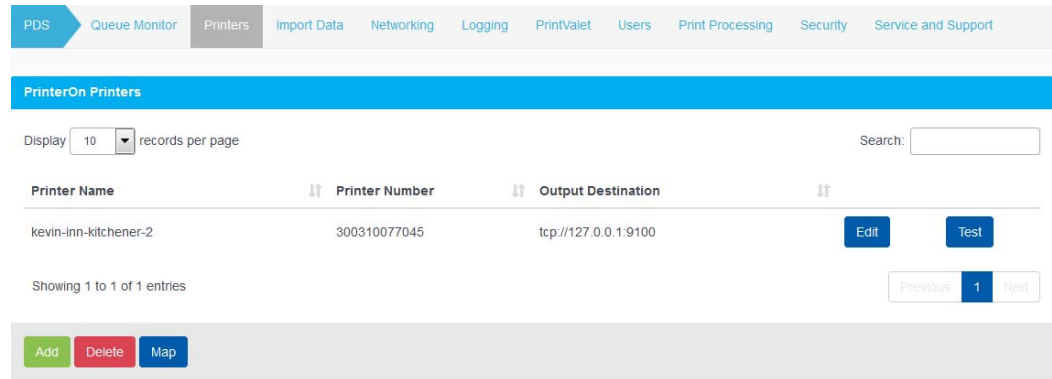 PDS Queue Monitor Printers Import Data Networking Logging PrintValet Users Print Processing Security Service and Support
PrinterOn Printers
Display 10 records per page Search:
Printer Name Printer Number Output Destination
kevin-inn-kitchener-2 300310077045 tcp://127.0.0.1:9100 Edit Test
Showing 1 to 1 of 1 entries Previous 1 Next
Add Delete Map